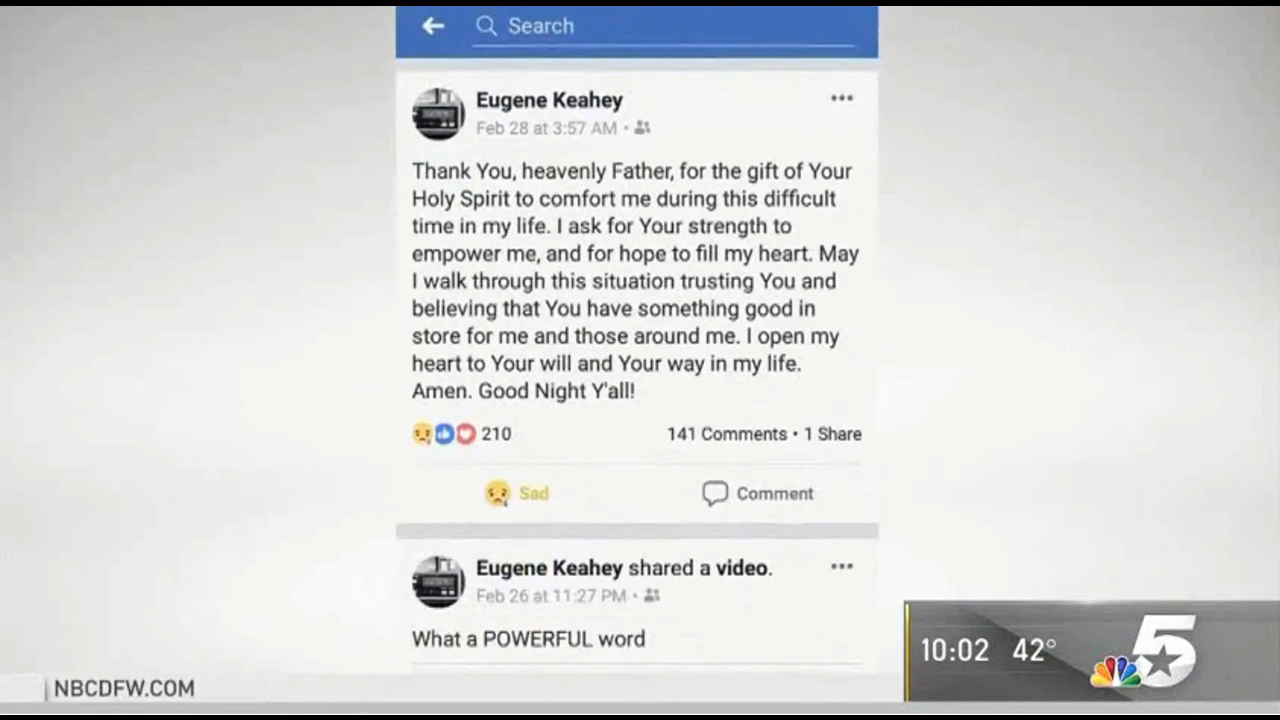 Search
Eugene Keahey
Feb 28 at 3:57 AM •
Thank You, heavenly Father, for the gift of Your
Holy Spirit to comfort me during this difficult
time in my life. I ask for Your strength to
empower me, and for hope to fill my heart. May
I walk through this situation trusting You and
believing that You have something good in
store for me and those around me. I open my
heart to Your will and Your way in my life.
Amen. Good Night Y'all!
210 141 Comments • 1 Share
Sad Comment
Eugene Keahey shared a video.
Feb 26 at 11:27 PM •
What a POWERFUL word
10:02 42° 5
NBCDFW.COM